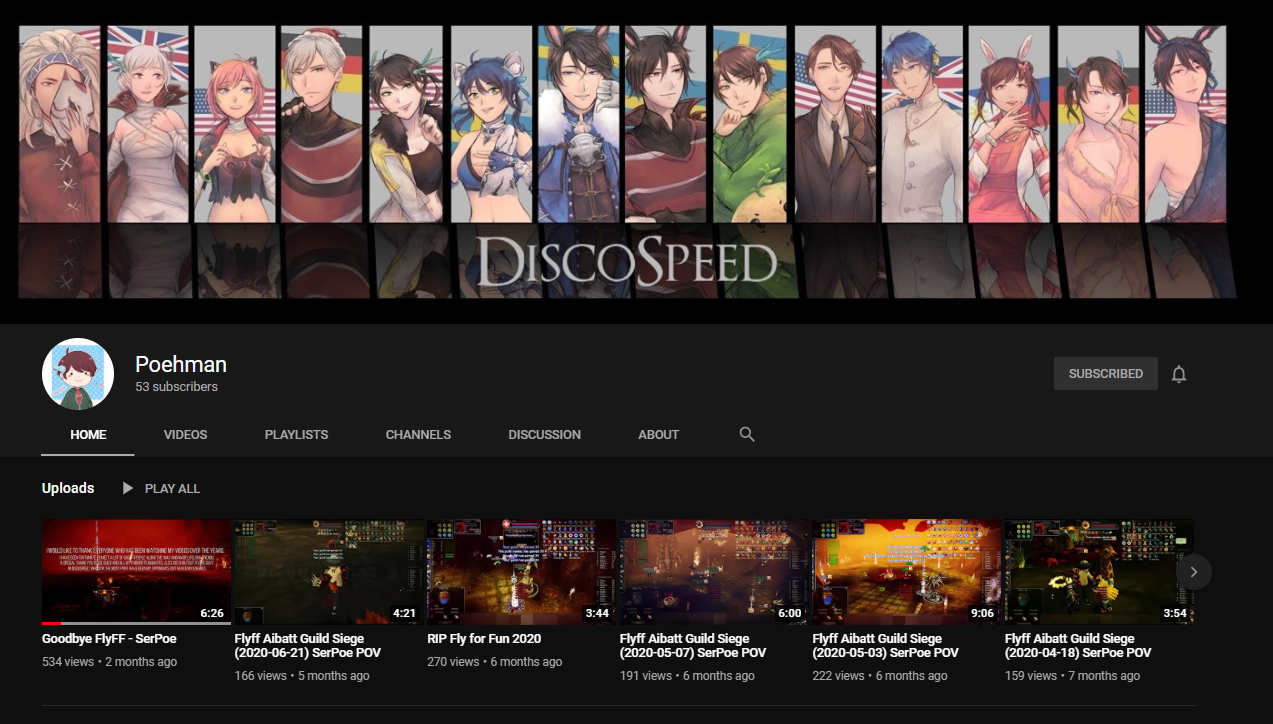 DISCOSPEED
Poehman
53 subscribers
SUBSCRIBED
HOME VIDEOS PLAYLISTS CHANNELS DISCUSSION ABOUT
Uploads PLAY ALL
I WOULD LIKE TO THANK EVERYONE WHO HAS BEEN WATCHING MY VIDEOS OVER THE YEARS.
6:26 4:21 3:44 6:00 9:06 3:54
Goodbye FlyFF - SerPoe
534 views • 2 months ago
Flyff Aibatt Guild Siege
(2020-06-21) SerPoe POV
166 views • 5 months ago
RIP Fly for Fun 2020
270 views • 6 months ago
Flyff Aibatt Guild Siege
(2020-05-07) SerPoe POV
191 views • 6 months ago
Flyff Aibatt Guild Siege
(2020-05-03) SerPoe POV
222 views • 6 months ago
Flyff Aibatt Guild Siege
(2020-04-18) SerPoe POV
159 views • 7 months ago